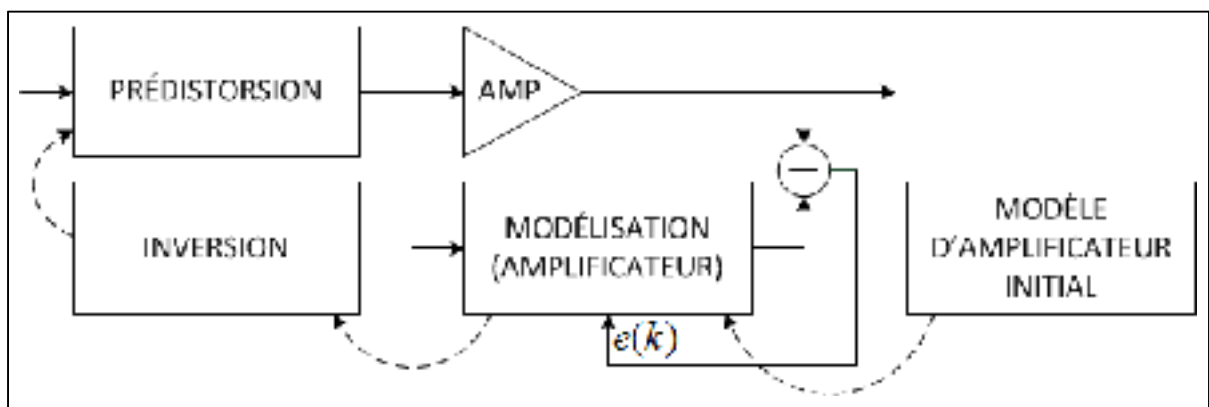 PRÉDISTORSION
AMP
INVERSION
MODÉLISATION
(AMPLIFICATEUR)
MODÈLE
D'AMPLIFICATEUR
INITIAL
e(k)